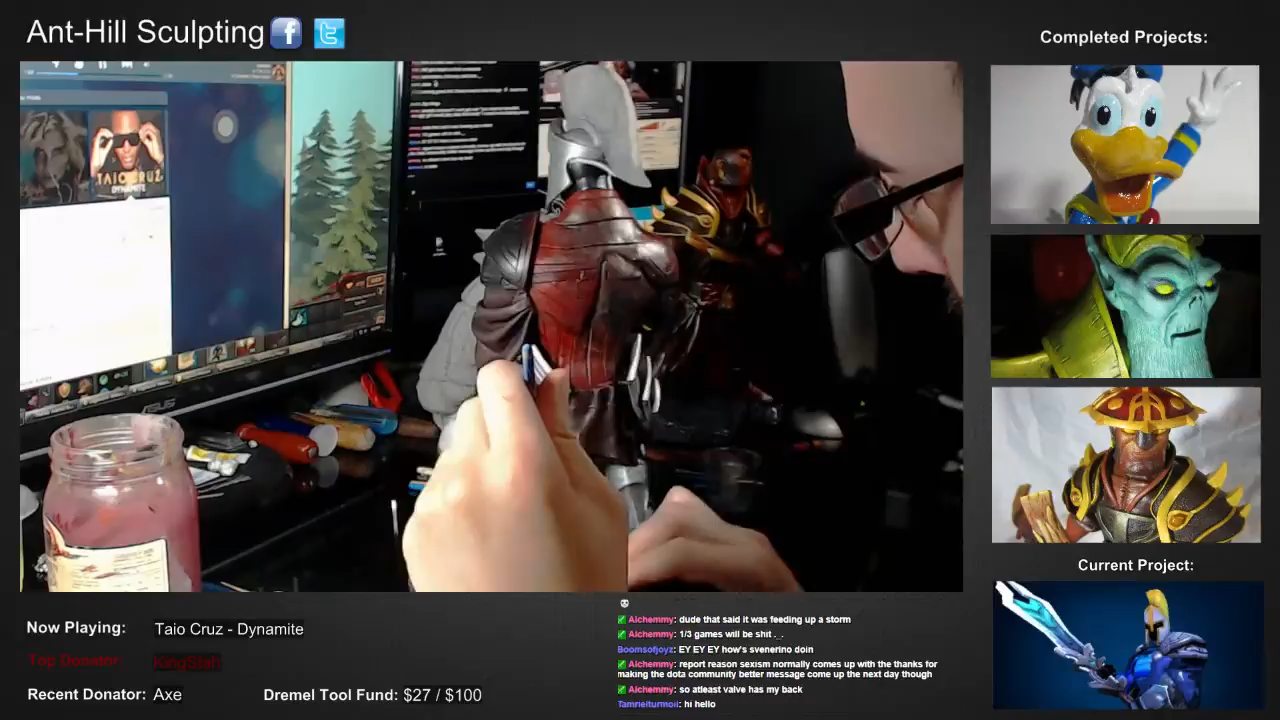 Ant-Hill Sculpting
Completed Projects:
TAIO CRUZ
DYNAMITE
ASUS
Current Project:
Now Playing: Taio Cruz - Dynamite
Top Donator: KingSlah
Recent Donator: Axe
Dremel Tool Fund: $27 / $100
Alchemmy: dude that said it was feeding up a storm
Alchemmy: 1/3 games will be shit ._.
Boomsofjoyz: EY EY EY how's svenerino doin
Alchemmy: report reason sexism normally comes up with the thanks for
making the dota community better message come up the next day though
Alchemmy: so atleast valve has my back
Tamrielturmoil: hi hello